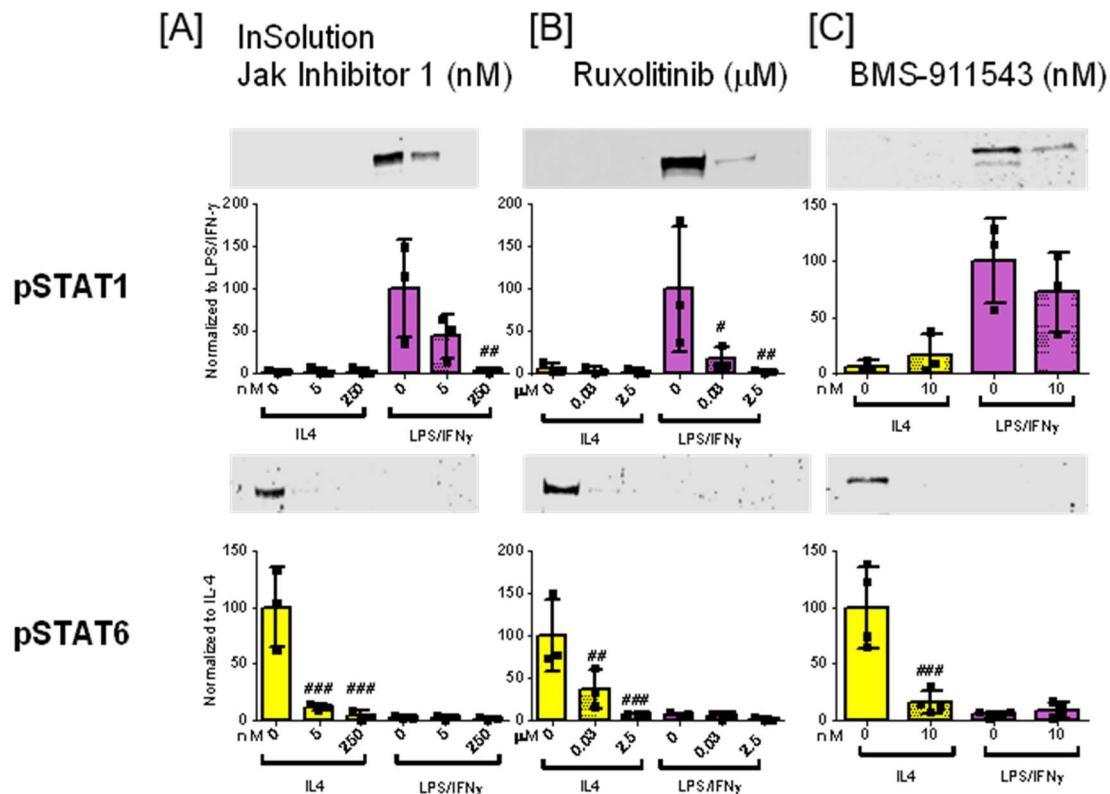 [A] InSolution
Jak Inhibitor 1 (nM)
[B]
Ruxolitinib (μM)
[C]
BMS-911543 (nM)
pSTAT1
Normalized to LPS/IFN-γ
200
150
100
50
0
##
nM 0 5 250 0 5 250
IL4 LPS/IFNγ
200
150
100
50
0
#
##
μM 0 0.03 2.5 0 0.03 2.5
IL4 LPS/IFNγ
150
100
50
0
nM 0 10 0 10
IL4 LPS/IFNγ
pSTAT6
Normalized to IL-4
150
100
50
0
### ###
nM 0 5 250 0 5 250
IL4 LPS/IFNγ
200
150
100
50
0
##
###
μM 0 0.03 2.5 0 0.03 2.5
IL4 LPS/IFNγ
150
100
50
0
###
nM 0 10 0 10
IL4 LPS/IFNγ